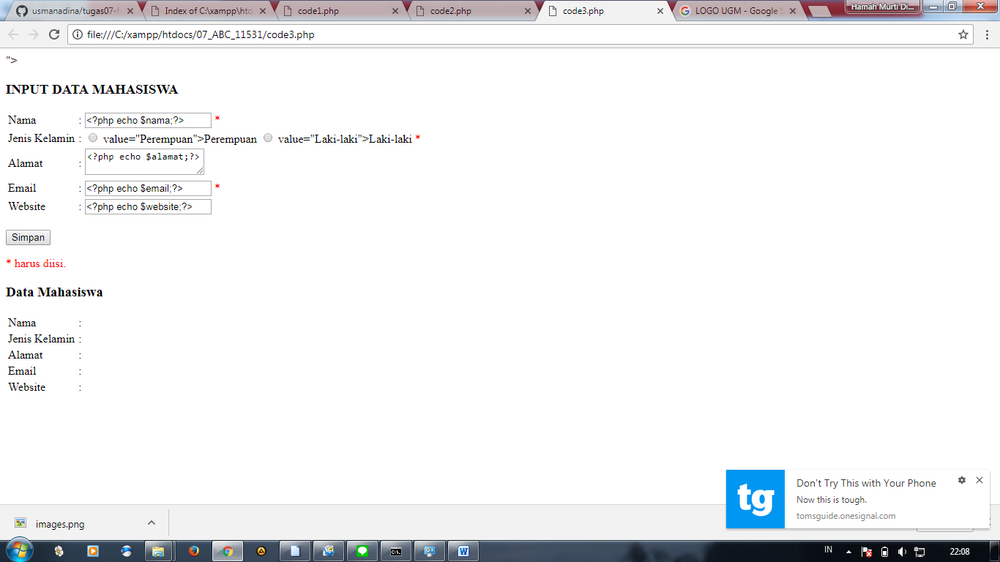 usmanadina/tugas07-f
Index of C:\xampp\htd
code1.php
code2.php
code3.php
LOGO UGM - Google S
Hamah Murti Di...
file:///C:/xampp/htdocs/07_ABC_11531/code3.php
">
INPUT DATA MAHASISWA
Nama : <?php echo $nama;?> *
Jenis Kelamin : value="Perempuan">Perempuan value="Laki-laki">Laki-laki *
Alamat : <?php echo $alamat;?>
Email : <?php echo $email;?> *
Website : <?php echo $website;?>
Simpan
* harus diisi.
Data Mahasiswa
Nama :
Jenis Kelamin :
Alamat :
Email :
Website :
tg
Don't Try This with Your Phone
Now this is tough.
tomsguide.onesignal.com
images.png
IN
22:08